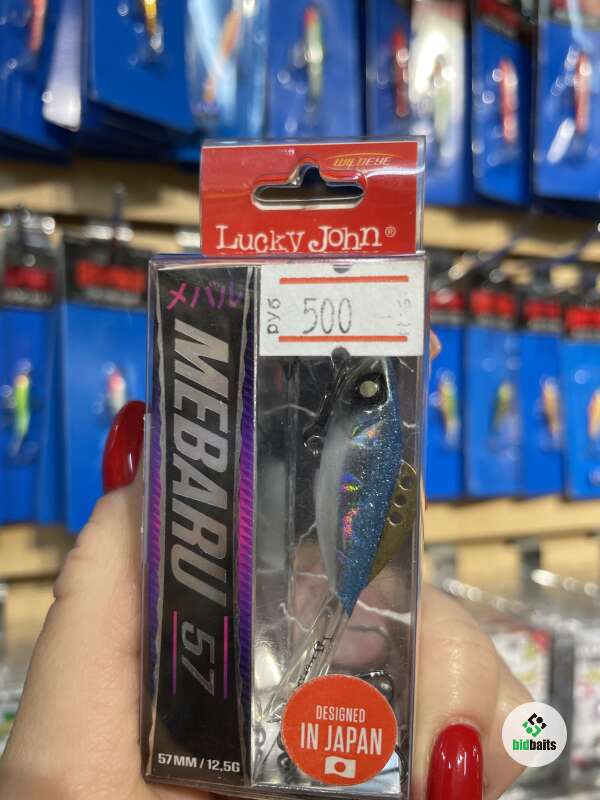 WILDEYE
Lucky John®
メバル
MEBARU 57
руб
500
57MM / 12.5G
DESIGNED
IN JAPAN
bidbaits